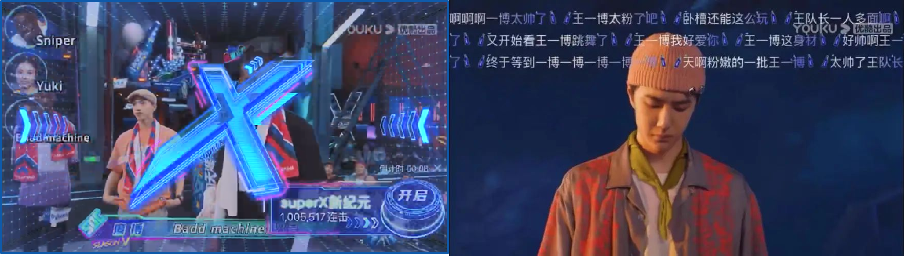 Sniper
YOUKU 优酷出品
Yuki
Badd machine
倒计时 00:08
superX新纪元
1,005,517 连击
开启
Badd machine
啊啊啊一博太帅了
王一博太粉了吧
卧槽还能这么玩
王队长一人多面
YOUKU 优酷出品
了
又开始看王一博跳舞了
王一博我好爱你
王一博这身材
好帅啊王一
了
终于等到一博一博一博一博
天啊粉嫩的一批王一博
太帅了王队长